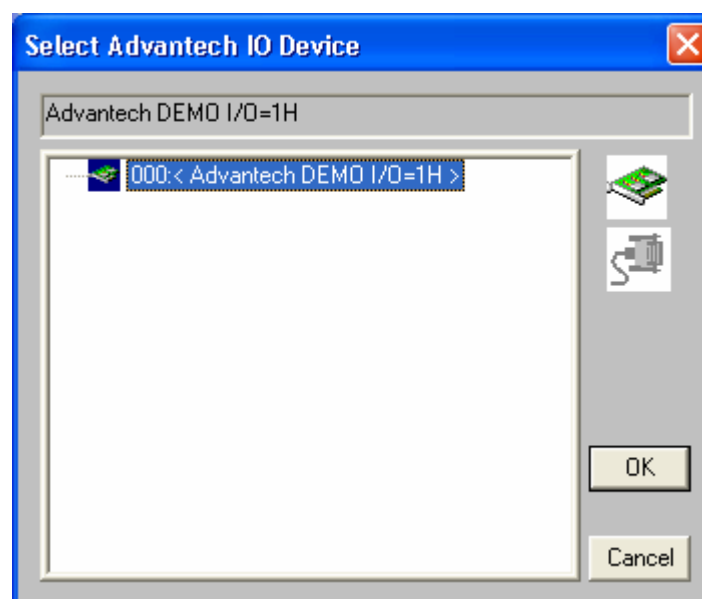 Select Advantech IO Device
Advantech DEMO I/O=1H
000:< Advantech DEMO I/O=1H >
OK
Cancel